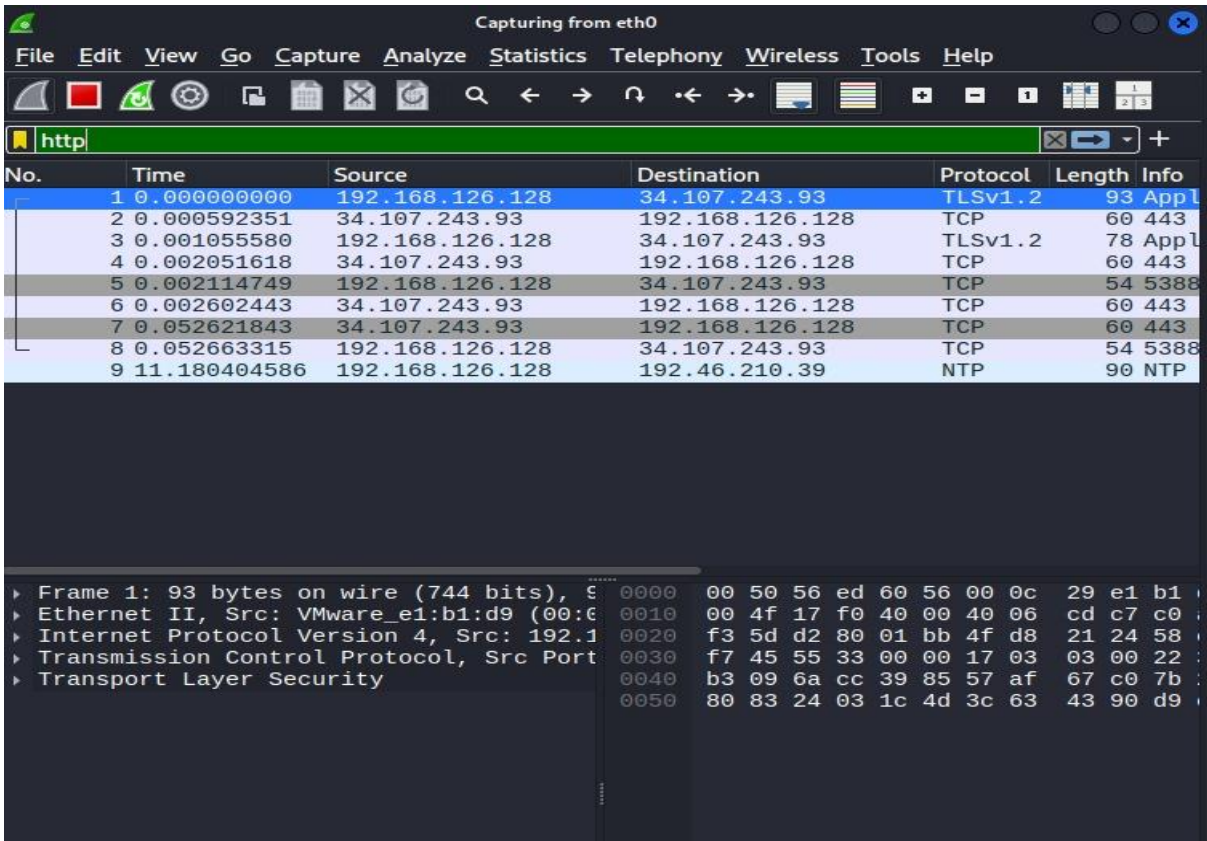 Capturing from eth0
File Edit View Go Capture Analyze Statistics Telephony Wireless Tools Help
http
No. Time Source Destination Protocol Length Info
1 0.000000000 192.168.126.128 34.107.243.93 TLSv1.2 93 Appl
2 0.000592351 34.107.243.93 192.168.126.128 TCP 60 443
3 0.001055580 192.168.126.128 34.107.243.93 TLSv1.2 78 Appl
4 0.002051618 34.107.243.93 192.168.126.128 TCP 60 443
5 0.002114749 192.168.126.128 34.107.243.93 TCP 54 5388
6 0.002602443 34.107.243.93 192.168.126.128 TCP 60 443
7 0.052621843 34.107.243.93 192.168.126.128 TCP 60 443
8 0.052663315 192.168.126.128 34.107.243.93 TCP 54 5388
9 11.180404586 192.168.126.128 192.46.210.39 NTP 90 NTP
Frame 1: 93 bytes on wire (744 bits), 9
Ethernet II, Src: VMware_e1:b1:d9 (00:0
Internet Protocol Version 4, Src: 192.1
Transmission Control Protocol, Src Port
Transport Layer Security
0000 00 50 56 ed 60 56 00 0c 29 e1 b1
0010 00 4f 17 f0 40 00 40 06 cd c7 c0
0020 f3 5d d2 80 01 bb 4f d8 21 24 58
0030 f7 45 55 33 00 00 17 03 03 00 22
0040 b3 09 6a cc 39 85 57 af 67 c0 7b
0050 80 83 24 03 1c 4d 3c 63 43 90 d9